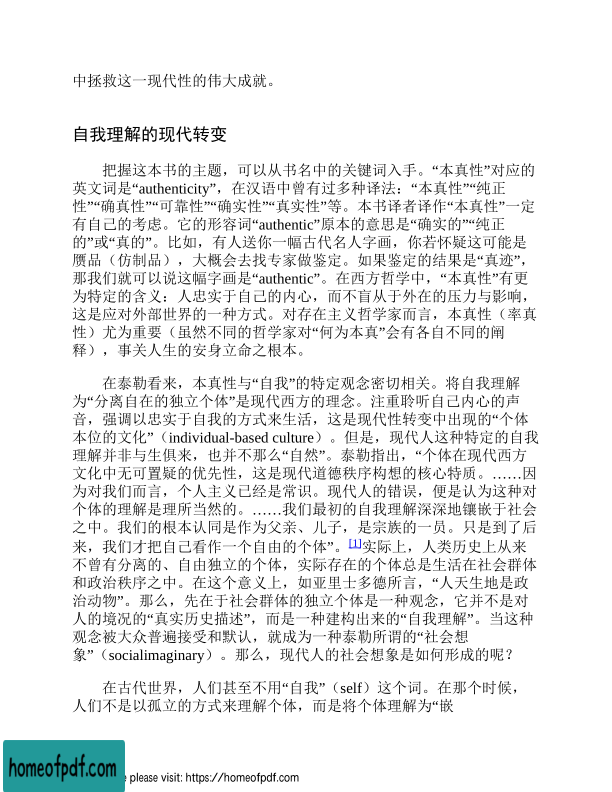 中拯救这一现代性的伟大成就。
自我理解的现代转变
把握这本书的主题，可以从书名中的关键词入手。“本真性”对应的
英文词是“authenticity”，在汉语中曾有过多种译法：“本真性”“纯正
性”“确真性”“可靠性”“确实性”“真实性”等。本书译者译作“本真性”一定
有自己的考虑。它的形容词“authentic”原本的意思是“确实的”“纯正
的”或“真的”。比如，有人送你一幅古代名人字画，你若怀疑这可能是
赝品（仿制品），大概会去找专家做鉴定。如果鉴定的结果是“真迹”，
那我们就可以说这幅字画是“authentic”。在西方哲学中，“本真性”有更
为特定的含义：人忠实于自己的内心，而不盲从于外在的压力与影响，
这是应对外部世界的一种方式。对存在主义哲学家而言，本真性（率真
性）尤为重要（虽然不同的哲学家对“何为本真”会有各自不同的阐
释），事关人生的安身立命之根本。
在泰勒看来，本真性与“自我”的特定观念密切相关。将自我理解
为“分离自在的独立个体”是现代西方的理念。注重聆听自己内心的声
音，强调以忠实于自我的方式来生活，这是现代性转变中出现的“个体
本位的文化”（individual-based culture）。但是，现代人这种特定的自我
理解并非与生俱来，也并不那么“自然”。泰勒指出，“个体在现代西方
文化中无可置疑的优先性，这是现代道德秩序构想的核心特质。……因
为对我们而言，个人主义已经是常识。现代人的错误，便是认为这种对
个体的理解是理所当然的。……我们最初的自我理解深深地镶嵌于社会
之中。我们的根本认同是作为父亲、儿子，是宗族的一员。只是到了后
来，我们才把自己看作一个自由的个体”。[1]实际上，人类历史上从来
不曾有分离的、自由独立的个体，实际存在的个体总是生活在社会群体
和政治秩序之中。在这个意义上，如亚里士多德所言，“人天生地是政
治动物”。那么，先在于社会群体的独立个体是一种观念，它并不是对
人的境况的“真实历史描述”，而是一种建构出来的“自我理解”。当这种
观念被大众普遍接受和默认，就成为一种泰勒所谓的“社会想
象”（socialimaginary）。那么，现代人的社会想象是如何形成的呢？
在古代世界，人们甚至不用“自我”（self）这个词。在那个时候，
人们不是以孤立的方式来理解个体，而是将个体理解为“嵌
homeofpdf.com
e please visit: https://homeofpdf.com